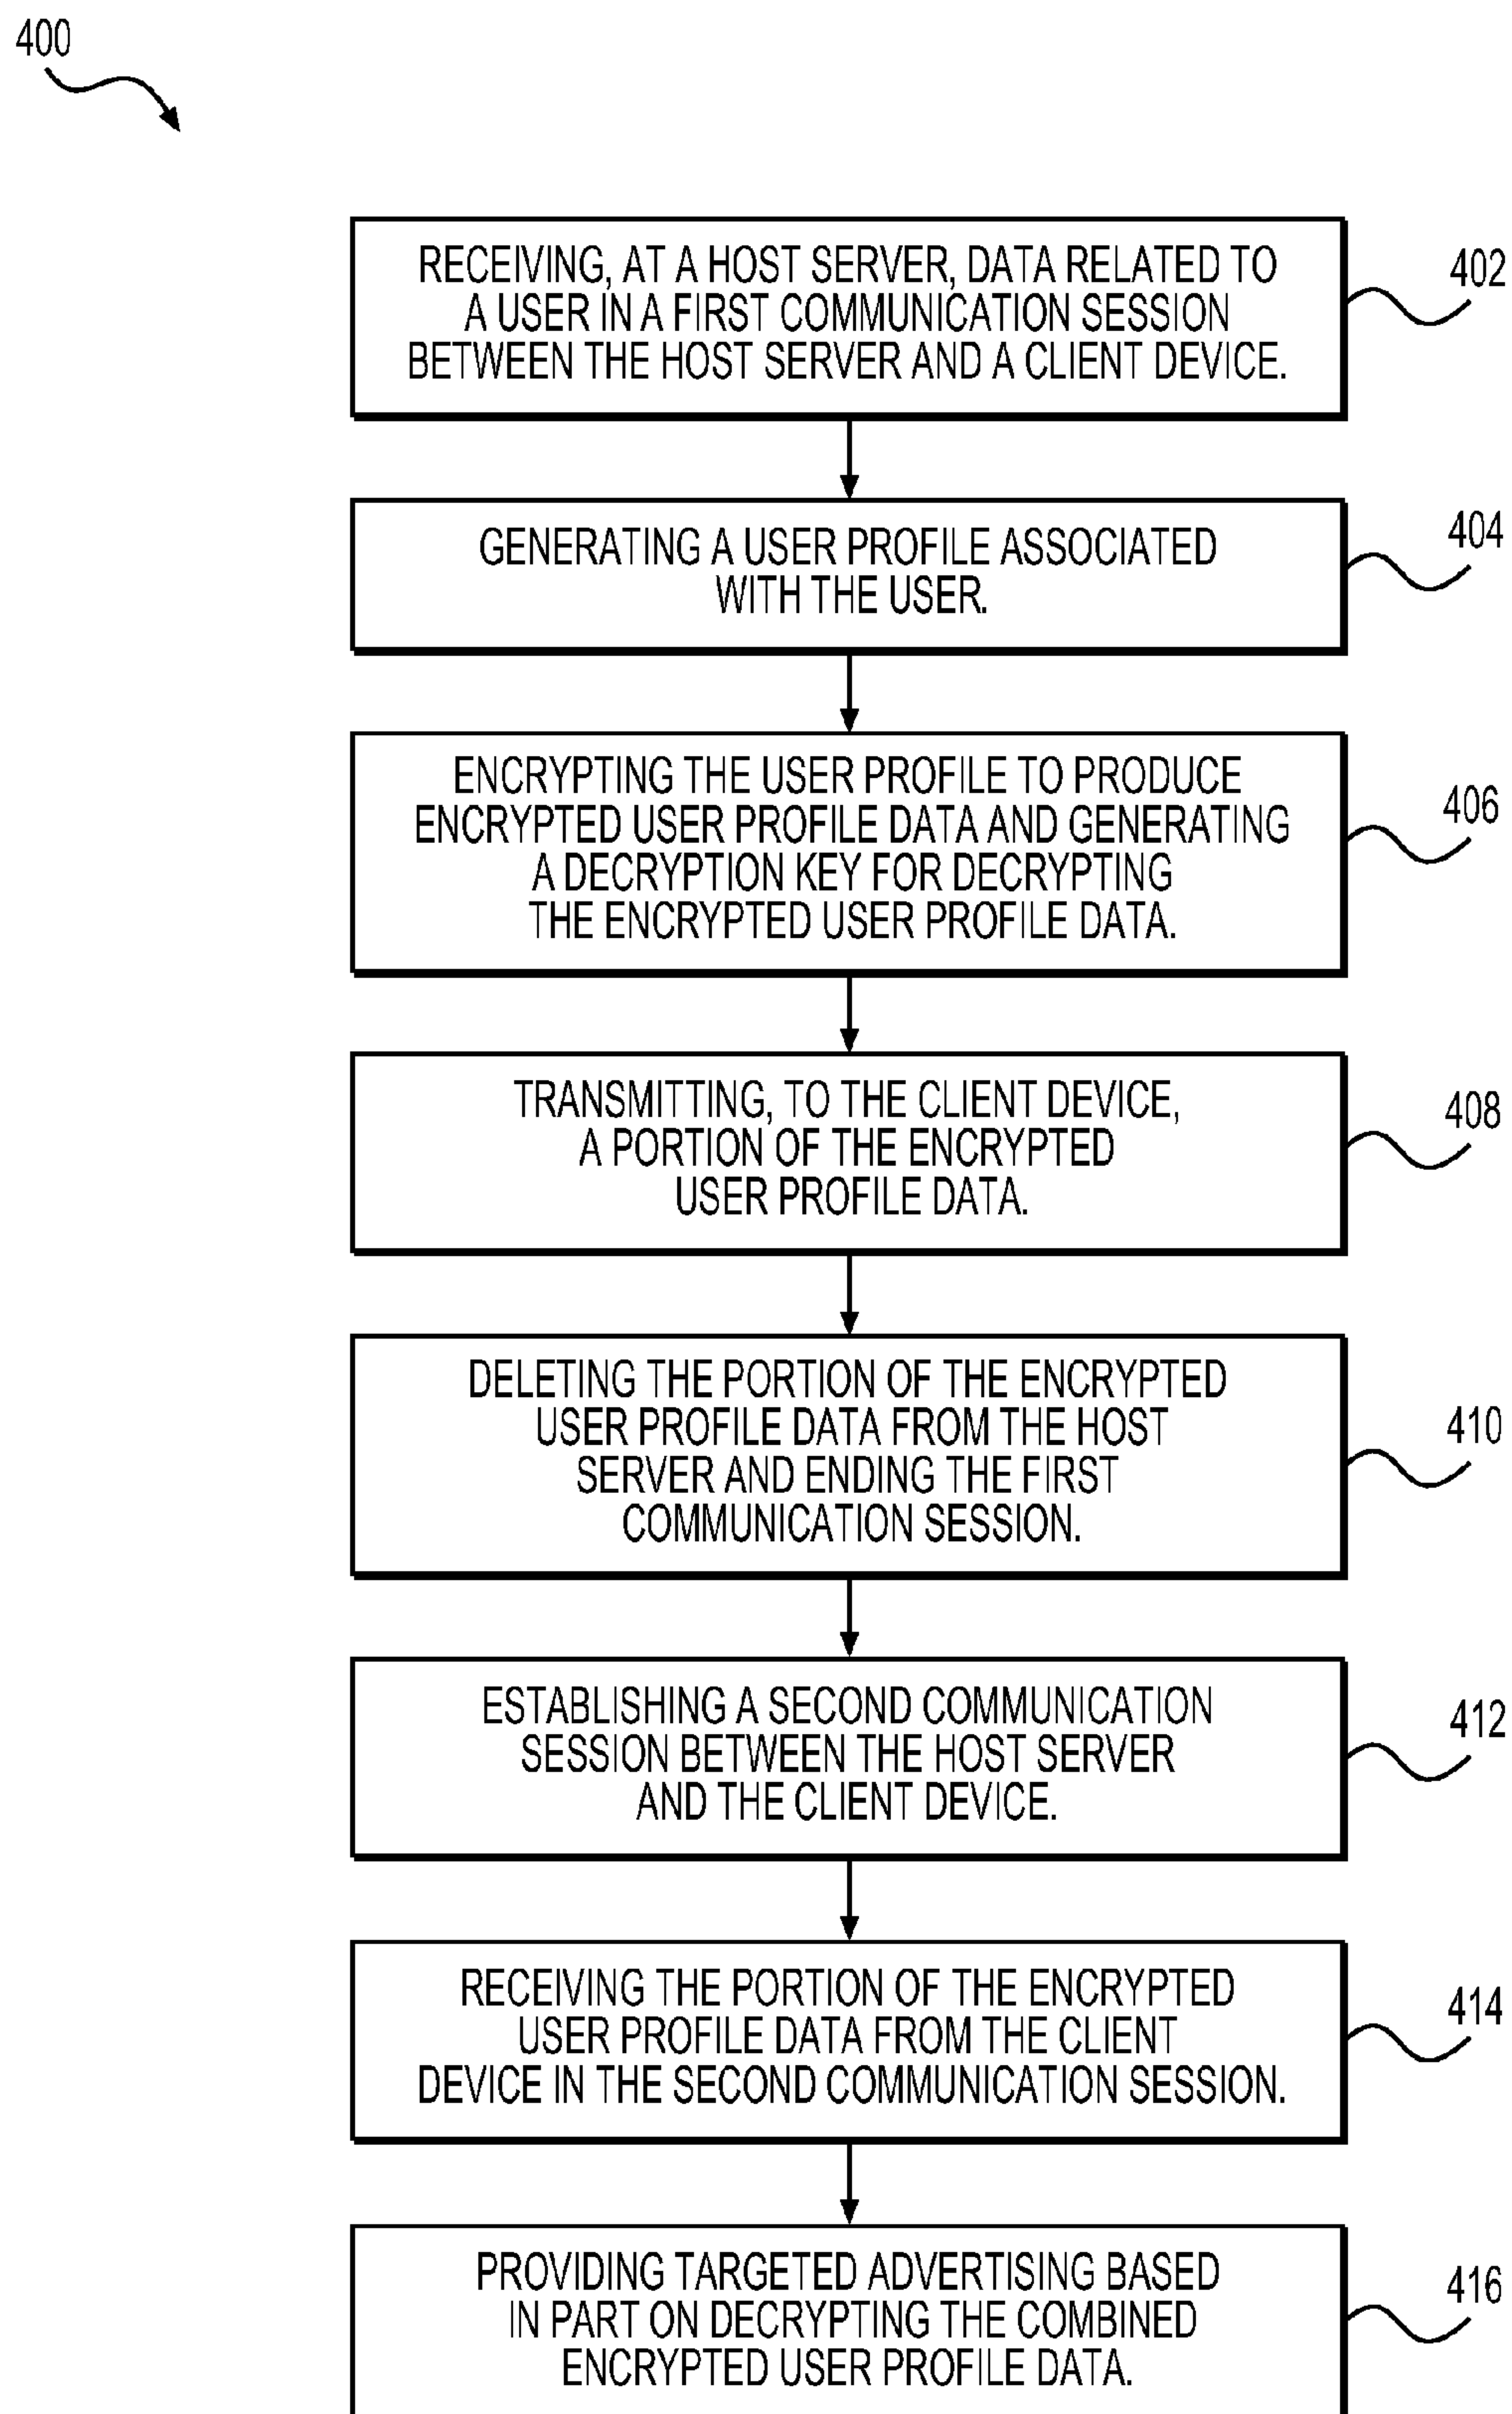 400
RECEIVING, AT A HOST SERVER, DATA RELATED TO
A USER IN A FIRST COMMUNICATION SESSION
BETWEEN THE HOST SERVER AND A CLIENT DEVICE.
402
GENERATING A USER PROFILE ASSOCIATED
WITH THE USER.
404
ENCRYPTING THE USER PROFILE TO PRODUCE
ENCRYPTED USER PROFILE DATA AND GENERATING
A DECRYPTION KEY FOR DECRYPTING
THE ENCRYPTED USER PROFILE DATA.
406
TRANSMITTING, TO THE CLIENT DEVICE,
A PORTION OF THE ENCRYPTED
USER PROFILE DATA.
408
DELETING THE PORTION OF THE ENCRYPTED
USER PROFILE DATA FROM THE HOST
SERVER AND ENDING THE FIRST
COMMUNICATION SESSION.
410
ESTABLISHING A SECOND COMMUNICATION
SESSION BETWEEN THE HOST SERVER
AND THE CLIENT DEVICE.
412
RECEIVING THE PORTION OF THE ENCRYPTED
USER PROFILE DATA FROM THE CLIENT
DEVICE IN THE SECOND COMMUNICATION SESSION.
414
PROVIDING TARGETED ADVERTISING BASED
IN PART ON DECRYPTING THE COMBINED
ENCRYPTED USER PROFILE DATA.
416